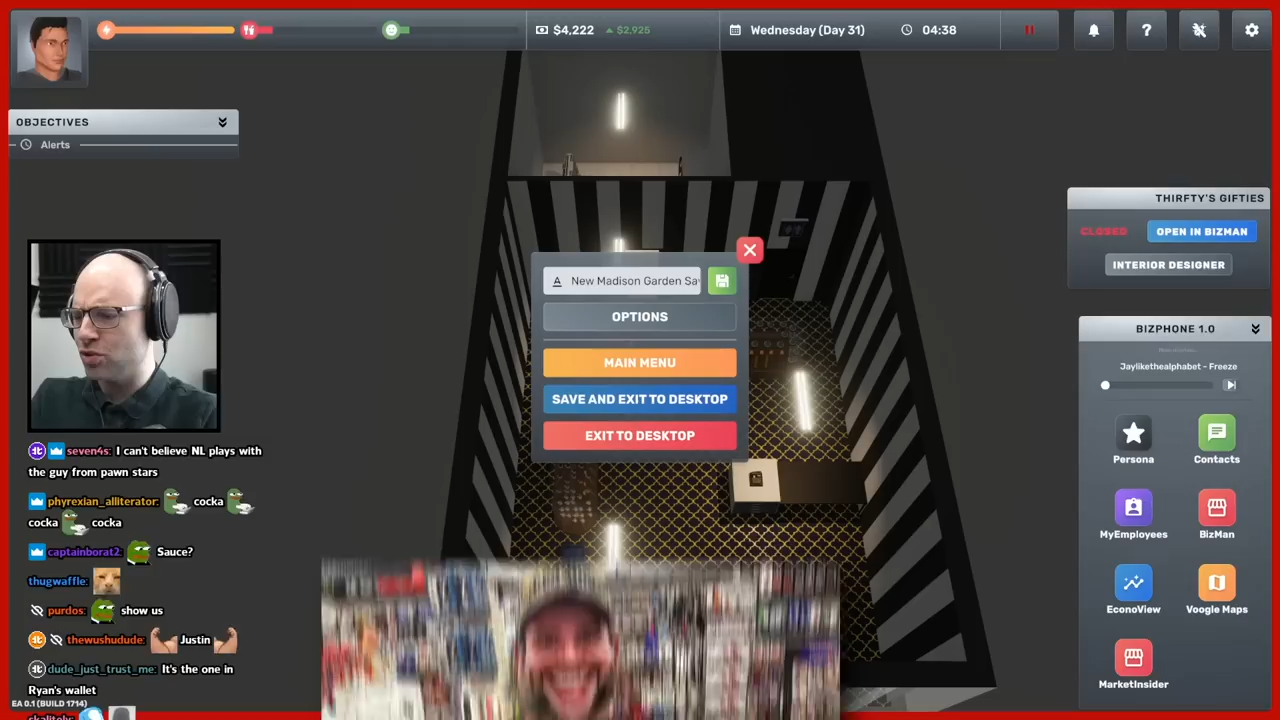 $4,222
$2,925
Wednesday (Day 31)
04:38
OBJECTIVES
Alerts
THIRFTY'S GIFTIES
CLOSED
OPEN IN BIZMAN
INTERIOR DESIGNER
New Madison Garden Sa
OPTIONS
MAIN MENU
SAVE AND EXIT TO DESKTOP
EXIT TO DESKTOP
BIZPHONE 1.0
Jaylikethealphabet - Freeze
Persona
Contacts
MyEmployees
BizMan
EconoView
Voogle Maps
MarketInsider
seven4s: I can't believe NL plays with
the guy from pawn stars
phyrexian_alliterator: cocka
cocka cocka
captainborat2: Sauce?
thugwaffle:
purdos: show us
thewushudude: Justin
dude_just_trust_me: It's the one in
Ryan's wallet
EA 0.1 (BUILD 1714)